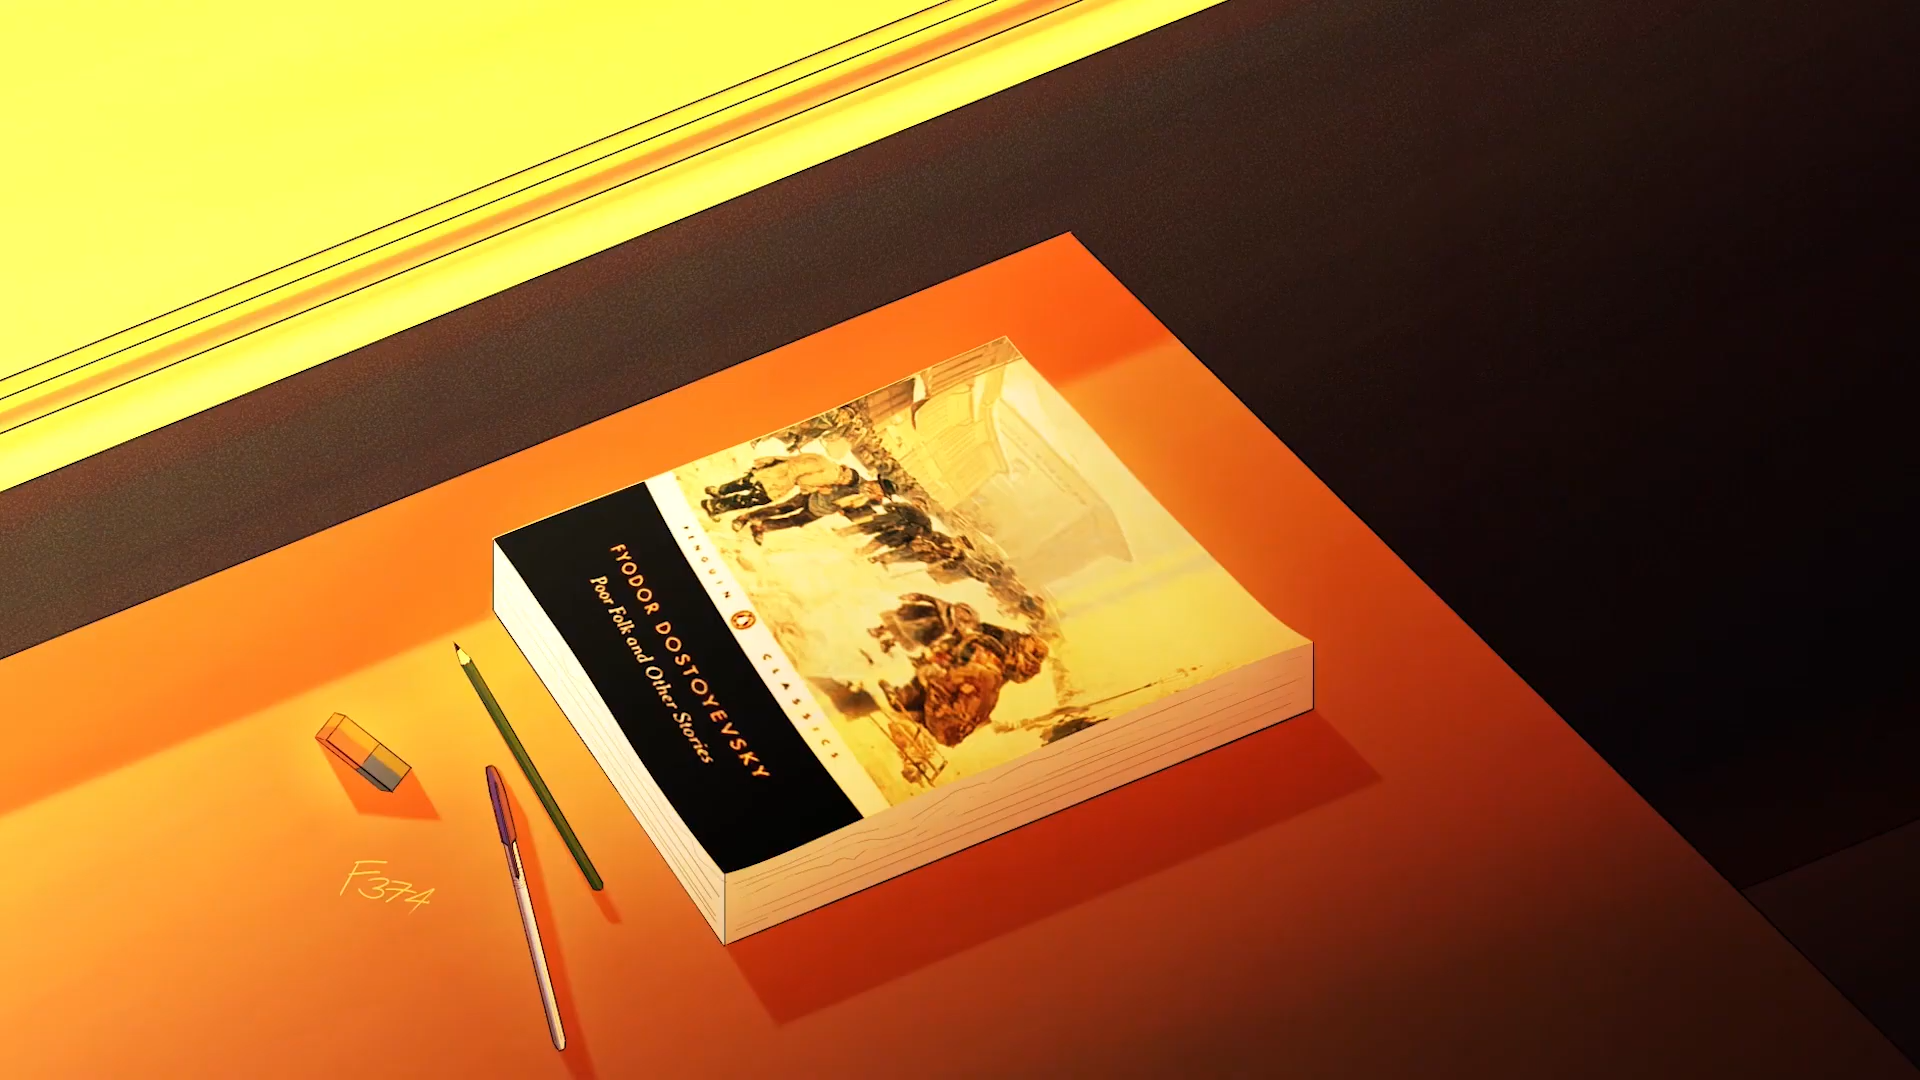 PENGUIN CLASSICS
FYODOR DOSTOYEVSKY
Poor Folk and Other Stories
F374